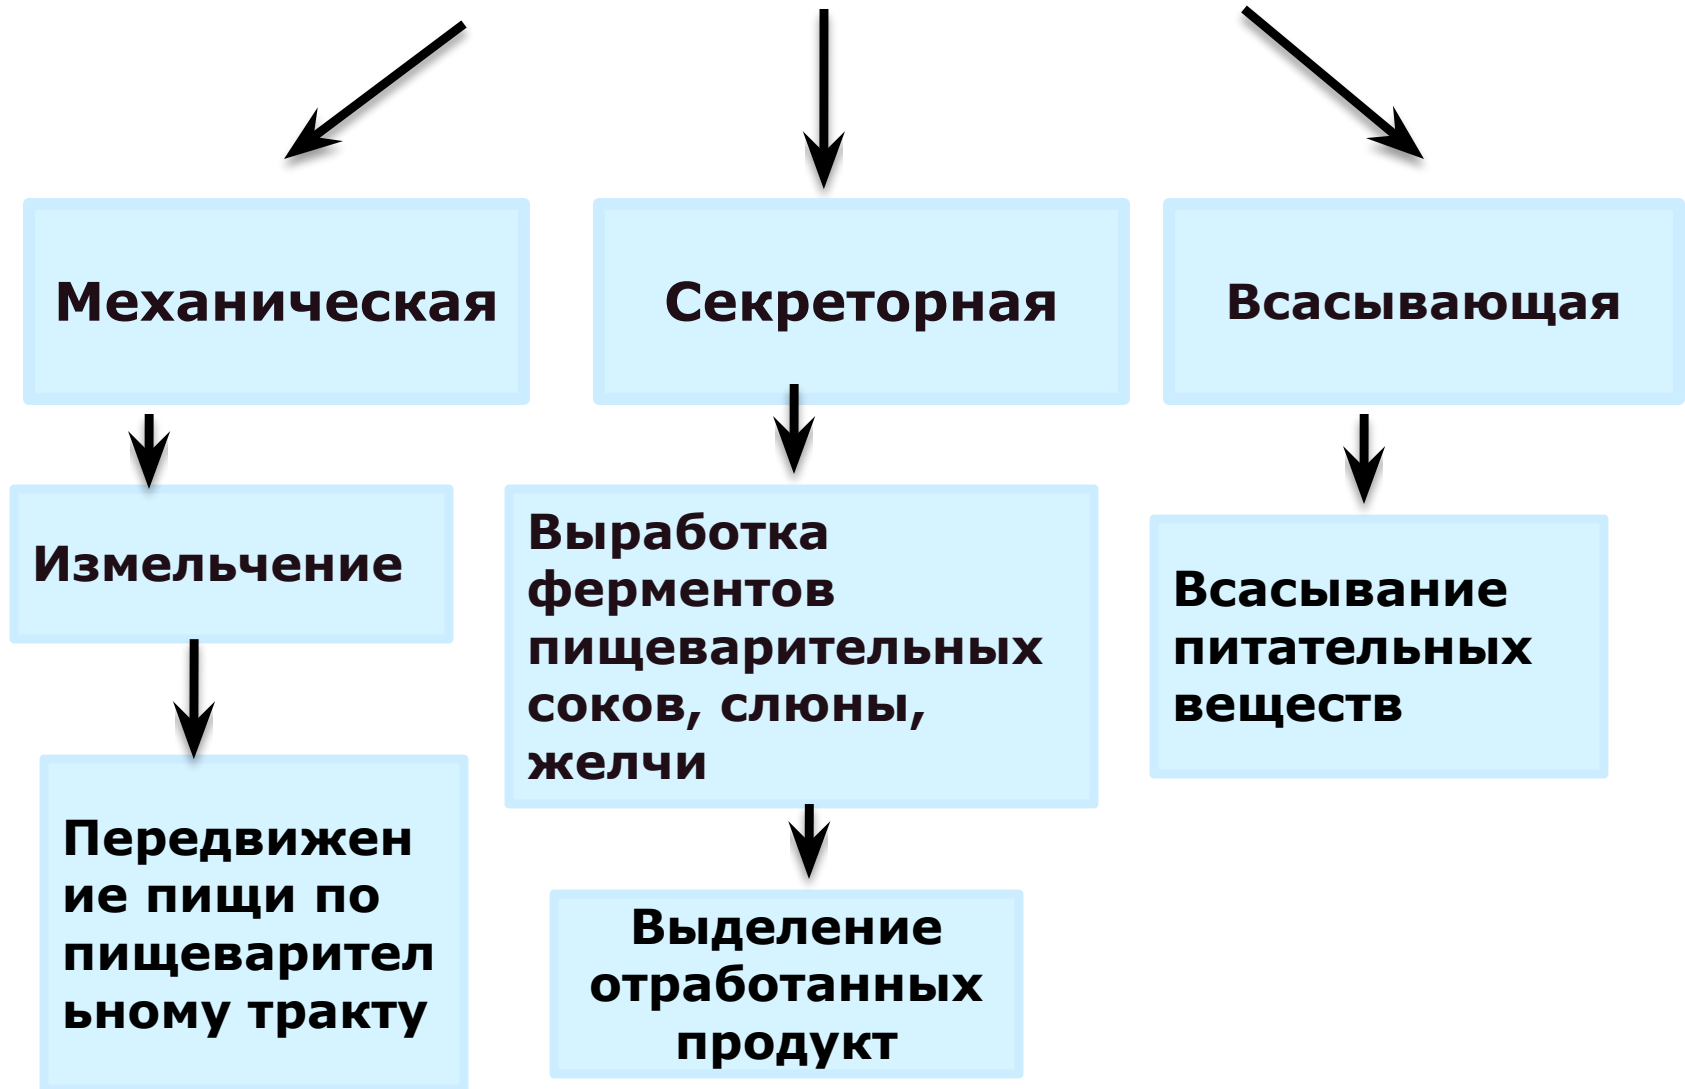 Механическая
Секреторная
Всасывающая
Измельчение
Передвижен
ие пищи по
пищеварител
ьному тракту
Выработка
ферментов
пищеварительных
соков, слюны,
желчи
Выделение
отработанных
продукт
Всасывание
питательных
веществ